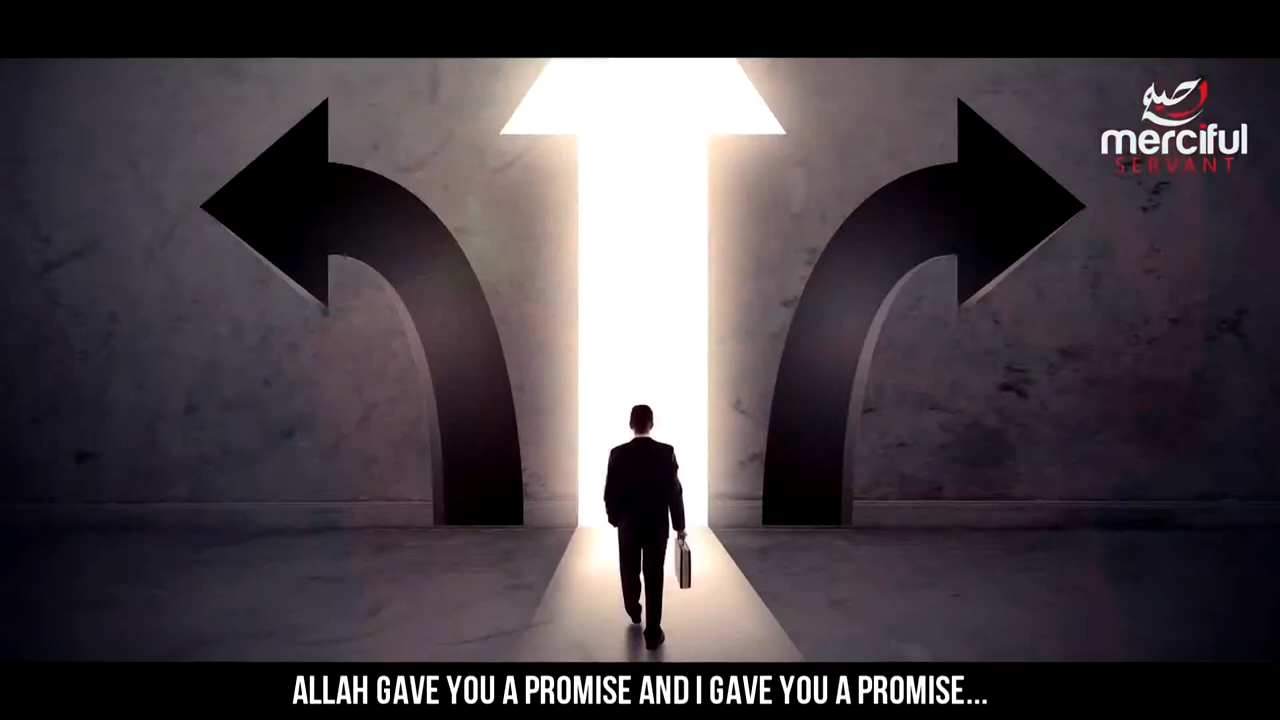 merciful
SERVANT
ALLAH GAVE YOU A PROMISE AND I GAVE YOU A PROMISE...